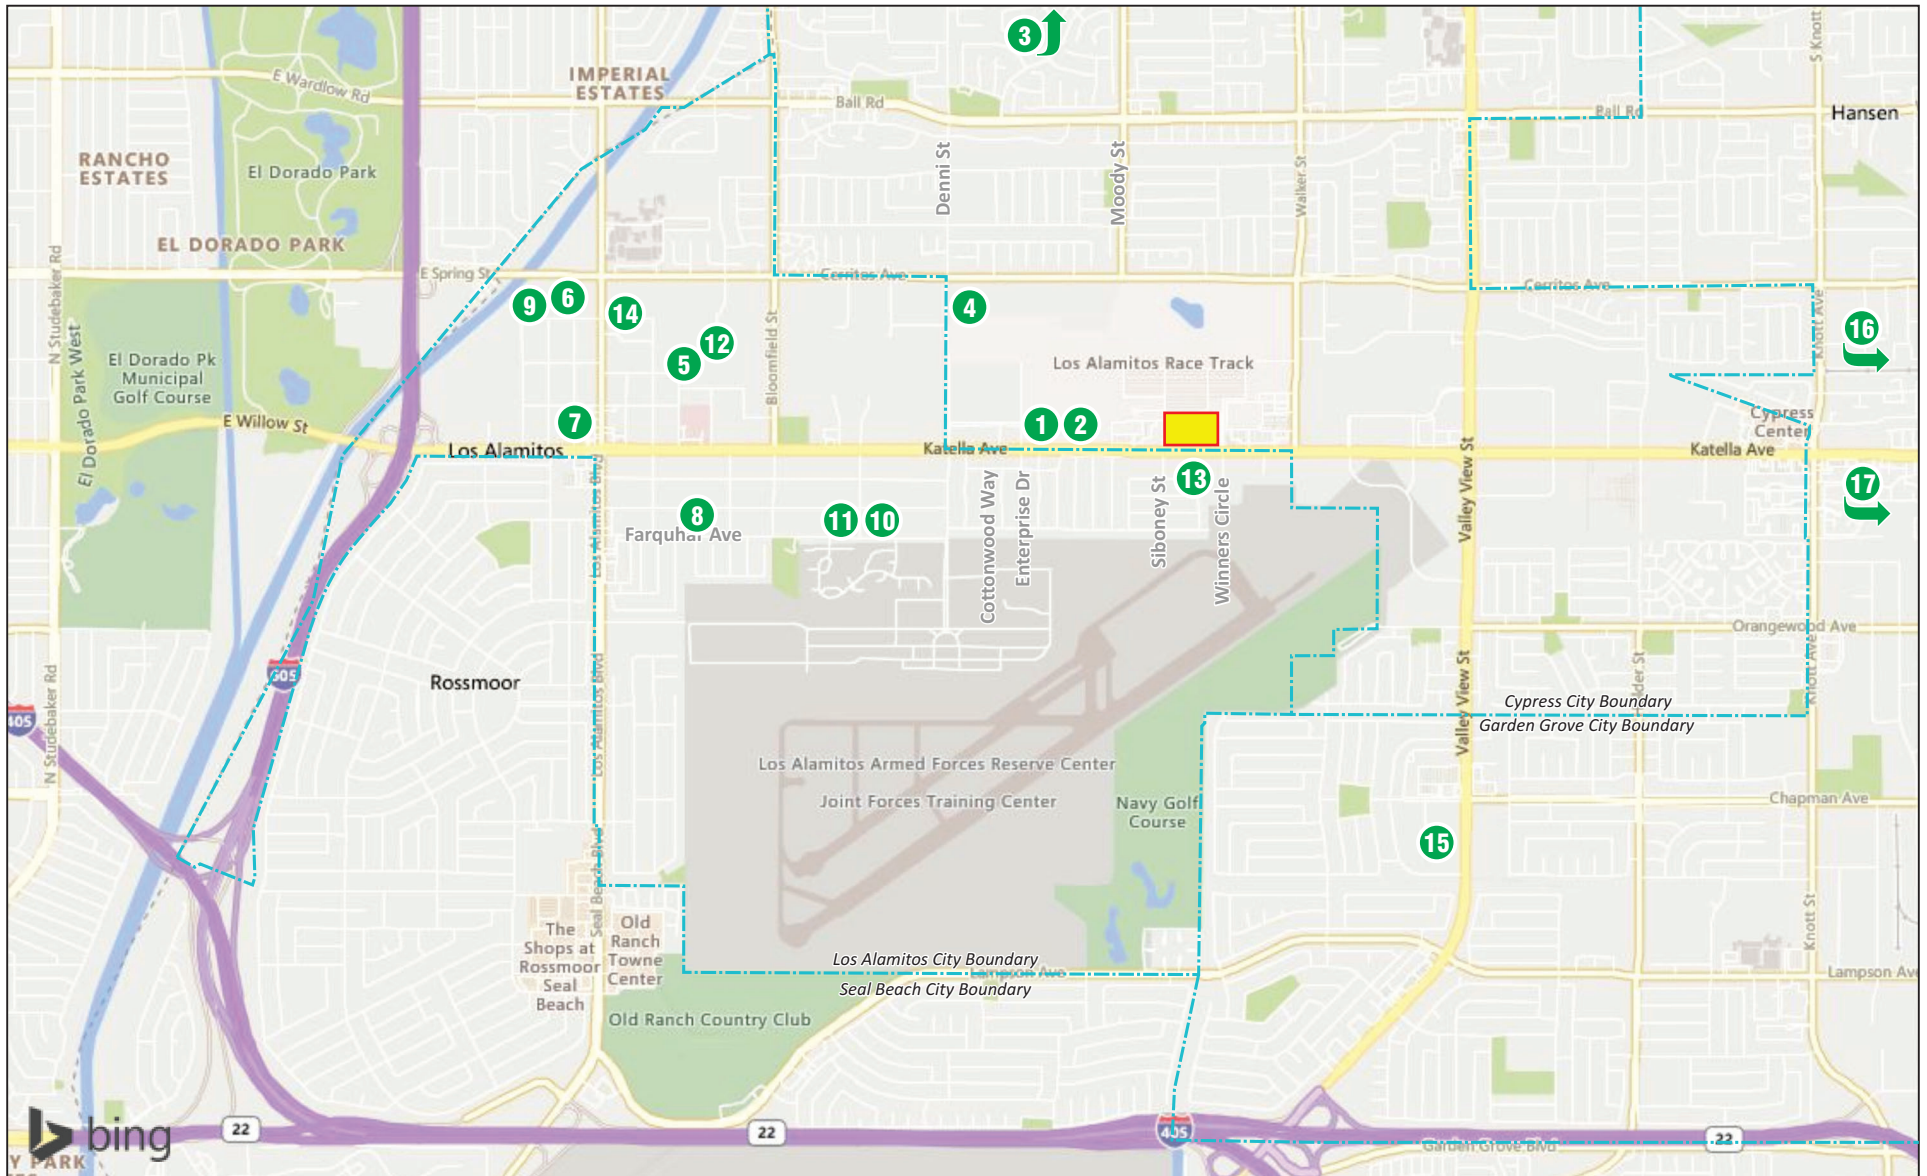 3
IMPERIAL
ESTATES
E Wardlow Rd
Ball Rd
Ball Rd
S Knott
Hansen
RANCHO
ESTATES
El Dorado Park
Denni St
Moody St
Walker St
EL DORADO PARK
N Studebaker Rd
E Spring St
Cerritos Ave
Cerritos Ave
9
6
14
4
Knott Ave
16
El Dorado Park West
El Dorado Pk
Municipal
Golf Course
12
5
Bloomfield St
Los Alamitos Race Track
E Willow St
7
1
2
Cypress
Center
Los Alamitos
Katella Ave
Katella Ave
Los Alamitos Blvd
Cottonwood Way
Enterprise Dr
Siboney St
13
Winners Circle
Valley View St
17
8
11
10
Farquhar Ave
Orangewood Ave
N Studebaker Rd
605
Rossmoor
Los Alamitos Blvd
Valley View St
Knott Ave
405
Cypress City Boundary
Garden Grove City Boundary
Los Alamitos Armed Forces Reserve Center
Joint Forces Training Center
Navy Golf
Course
Chapman Ave
15
Seal Beach Blvd
Knott St
The
Shops at
Rossmoor
Seal
Beach
Old
Ranch
Towne
Center
Los Alamitos City Boundary
Lampson Ave
Seal Beach City Boundary
Lampson Ave
Old Ranch Country Club
bing
22
22
405
Garden Grove Blvd
22
Y PARK